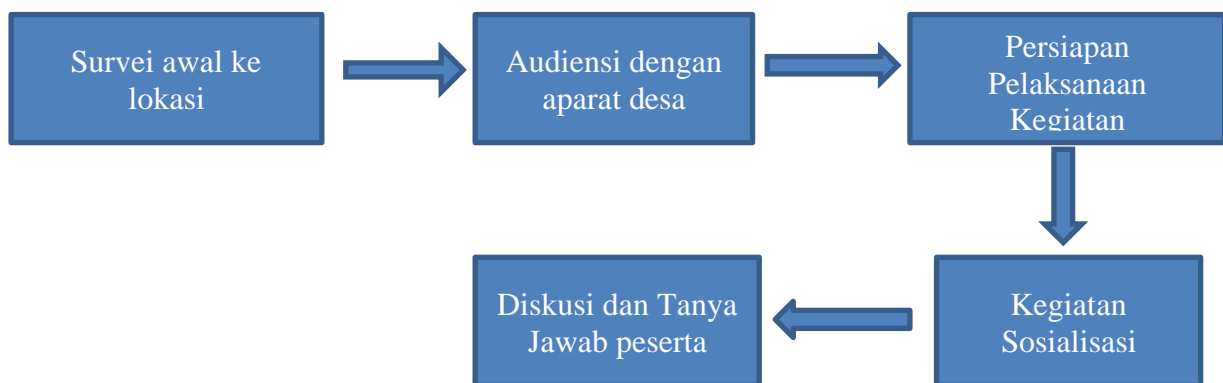 Survei awal ke
lokasi
Audiensi dengan
aparat desa
Persiapan
Pelaksanaan
Kegiatan
Diskusi dan Tanya
Jawab peserta
Kegiatan
Sosialisasi